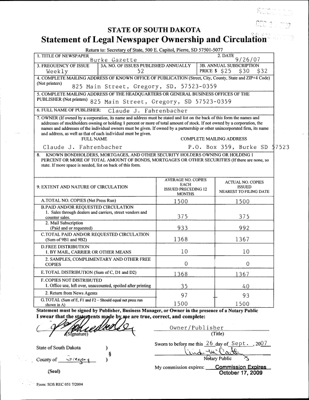 STATE OF SOUTH DAKOTA
Statement of Legal Newspaper Ownership and Circulation
Return to: Secretary of State, 500 E. Capitol, Pierre, SD 57501-5077
1. TITLE OF NEWSPAPER
Burke Gazette
2. DATE
9/26/07
3. FREQUENCY OF ISSUE
Weekly
3A. NO. OF ISSUES PUBLISHED ANNUALLY
52
3B. ANNUAL SUBSCRIPTION
PRICE $ $25 $30 $32
4. COMPLETE MAILING ADDRESS OF KNOWN OFFICE OF PUBLICATION (Street, City, County, State and ZIP+4 Code)
(Not printers)
825 Main Street, Gregory, SD, 57523-0359
5. COMPLETE MAILING ADDRESS OF THE HEADQUARTERS OR GENERAL BUSINESS OFFICES OF THE
PUBLISHER (Not printer) 825 Main Street, Gregory, SD 57523-0359
6. FULL NAME OF PUBLISHER: Claude J. Fahrenbacher
7. OWNER (If owned by a corporation, its name and address must be stated and list on the back of this form the names and
addresses of stockholders owning or holding 1 percent or more of total amount of stock. If not owned by a corporation, the
names and addresses of the individual owners must be given. If owned by a partnership or other unincorporated firm, its name
and address, as well as that of each individual must be given.
FULL NAME COMPLETE MAILING ADDRESS
Claude J. Fahrenbacher P.O. Box 359, Burke SD 57523
8. KNOWN BONDHOLDERS, MORTGAGES, AND OTHER SECURITY HOLDERS OWNING OR HOLDING 1
PERCENT OR MORE OF TOTAL AMOUNT OF BONDS, MORTGAGES OR OTHER SECURITIES (If there are none, so
state. If more space is needed, list on back of this form.
9. EXTENT AND NATURE OF CIRCULATION
AVERAGE NO. COPIES
EACH
ISSUED PRECEDING 12
MONTHS
ACTUAL NO. COPIES
ISSUED
NEAREST TO FILING DATE
A. TOTAL NO. COPIES (Net Press Run) 1500 1500
B. PAID AND/OR REQUESTED CIRCULATION
1. Sales through dealers and carriers, street vendors and
counter sales. 375 375
2. Mail Subscription
(Paid and or requested) 933 992
C. TOTAL PAID AND/OR REQUESTED CIRCULATION
(Sum of 9B1 and 9B2) 1368 1367
D. FREE DISTRIBUTION
1. BY MAIL, CARRIER OR OTHER MEANS 10 10
2. SAMPLES, COMPLIMENTARY AND OTHER FREE
COPIES 0 0
E. TOTAL DISTRIBUTION (Sum of C, D1 and D2) 1368 1367
F. COPIES NOT DISTRIBUTED
1. Office use, left over, unaccounted, spoiled after printing 35 40
2. Return from News Agents 97 93
G. TOTAL (Sum of E, F1 and F2 - Should equal net press run
shown in A) 1500 1500
Statement must be signed by Publisher, Business Manager, or Owner in the presence of a Notary Public
I swear that the statements made by me are true, correct, and complete:
(Signature)
Owner/Publisher
(Title)
State of South Dakota )
§
County of Gregory )
(Seal)
Sworn to before me this 26 day of Sept., 2007
Notary Public
My commission expires: Commission Expires
October 17, 2009
Form: SOS REC 051 7/2004